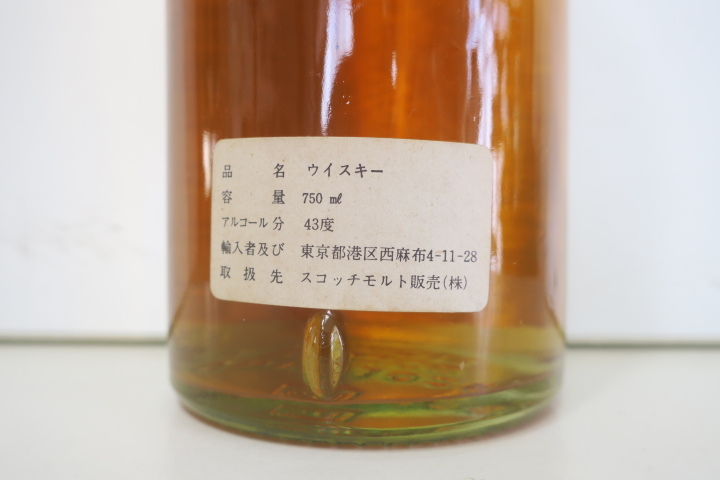 品名 ウイスキー
容量 750 ㎖
アルコール分 43度
輸入者及び 東京都港区西麻布4-11-28
取扱先 スコッチモルト販売(株)